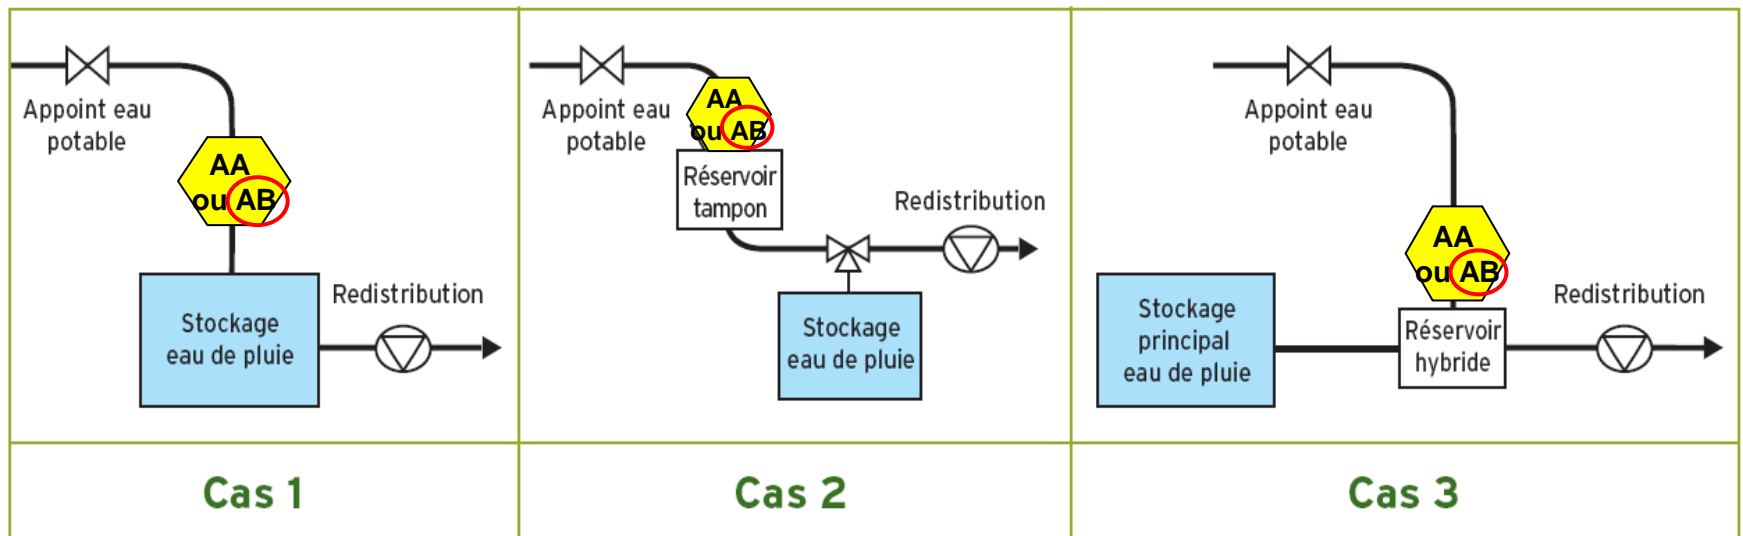 Appoint eau
potable
AA
ou AB
Stockage
eau de pluie
Redistribution
Cas 1
Appoint eau
potable
AA
ou AB
Réservoir
tampon
Redistribution
Stockage
eau de pluie
Cas 2
Appoint eau
potable
AA
ou AB
Stockage
principal
eau de pluie
Réservoir
hybride
Redistribution
Cas 3